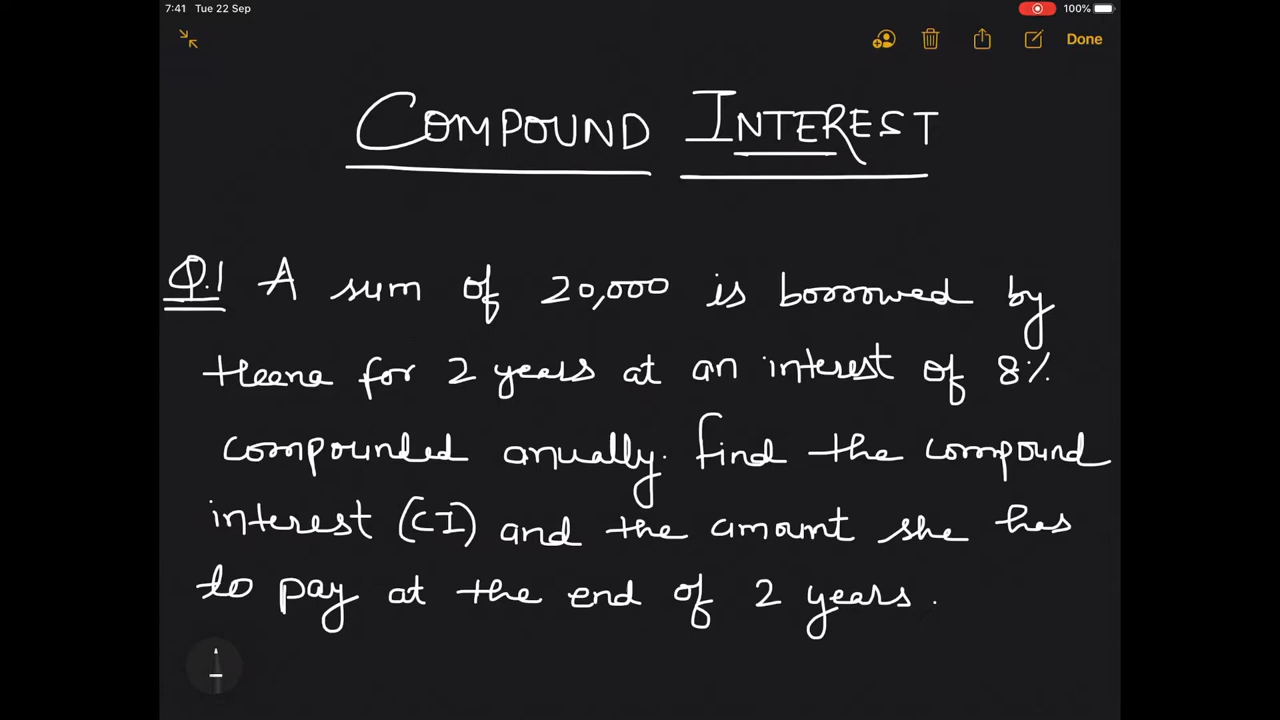 7:41 Tue 22 Sep
100%
Done
COMPOUND INTEREST
Q.1 A sum of 20,000 is borrowed by
Heena for 2 years at an interest of 8%
compounded anually. find the compound
interest (CI) and the amount she has
to pay at the end of 2 years.